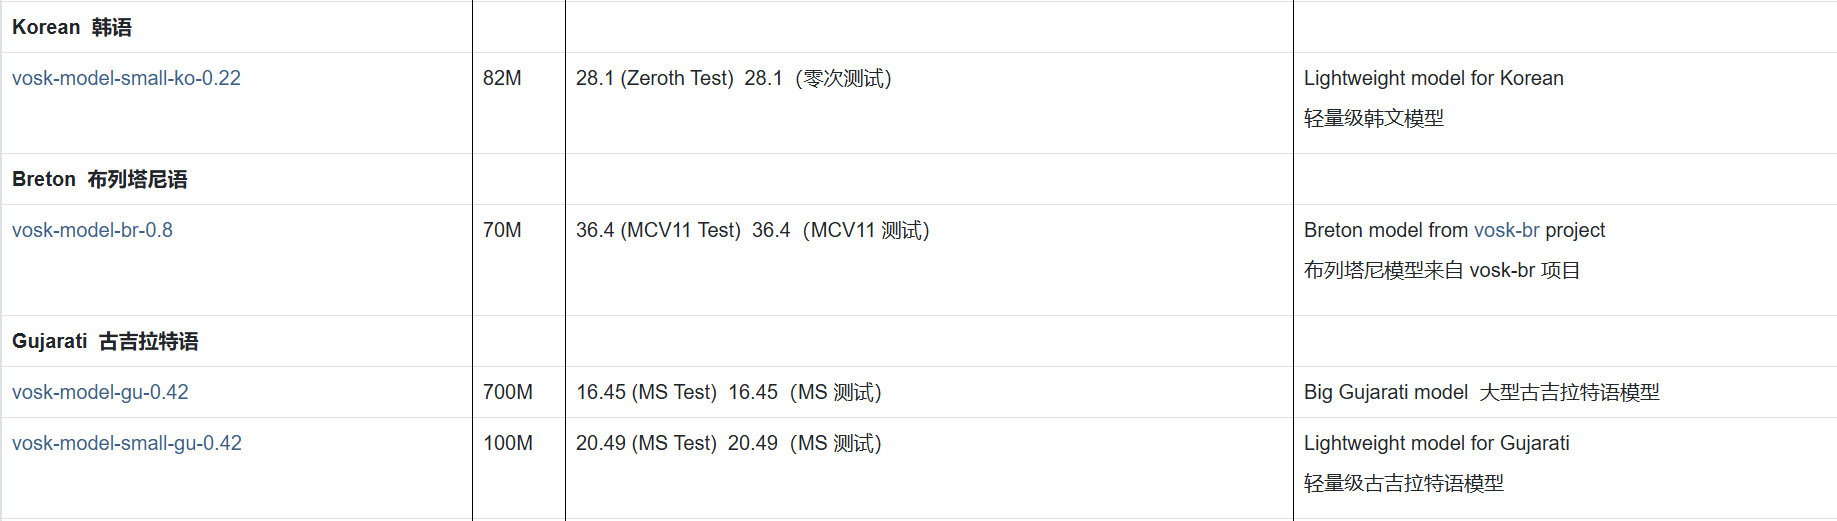 Korean 韩语
vosk-model-small-ko-0.22 82M 28.1 (Zeroth Test) 28.1（零次测试） Lightweight model for Korean
轻量级韩文模型
Breton 布列塔尼语
vosk-model-br-0.8 70M 36.4 (MCV11 Test) 36.4（MCV11 测试） Breton model from vosk-br project
布列塔尼模型来自 vosk-br 项目
Gujarati 古吉拉特语
vosk-model-gu-0.42 700M 16.45 (MS Test) 16.45（MS 测试） Big Gujarati model 大型古吉拉特语模型
vosk-model-small-gu-0.42 100M 20.49 (MS Test) 20.49（MS 测试） Lightweight model for Gujarati
轻量级古吉拉特语模型